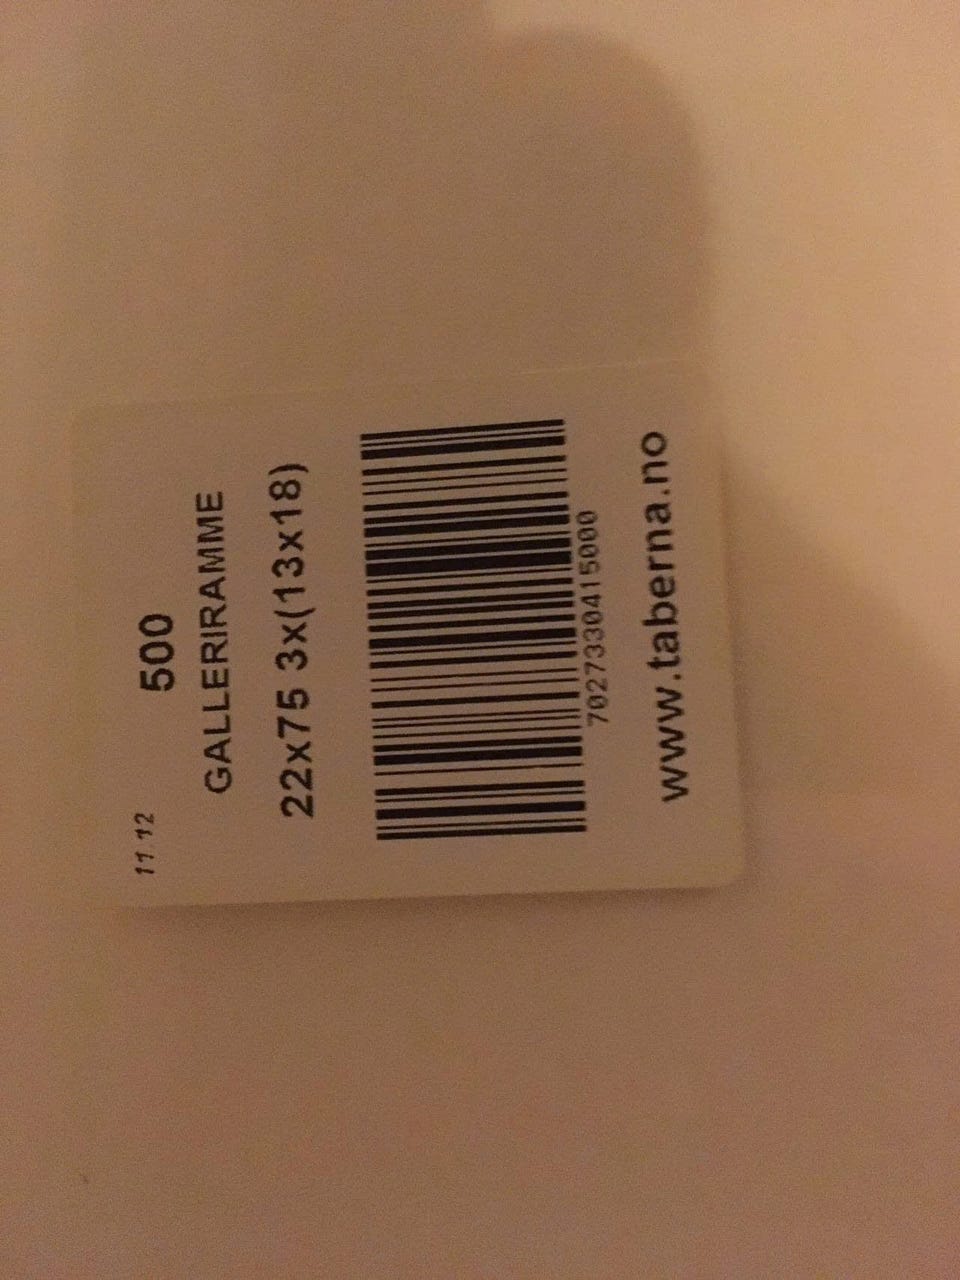 11 12
500
GALLERIRAMME
22x75 3x(13x18)
7027330415000
www.taberna.no